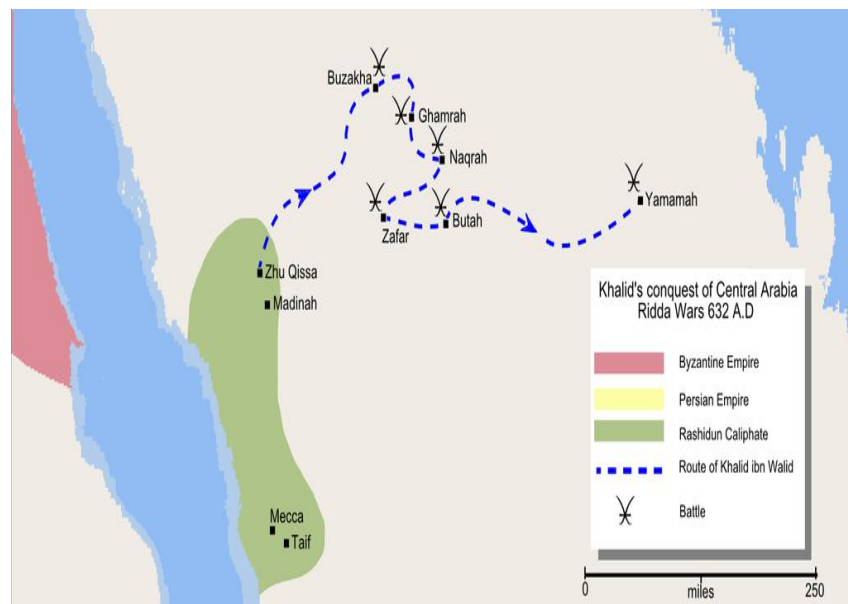 Buzakha
Ghamrah
Naqrah
Yamamah
Zafar
Butah
Zhu Qissa
Madinah
Khalid's conquest of Central Arabia
Ridda Wars 632 A.D
Byzantine Empire
Persian Empire
Rashidun Caliphate
Route of Khalid ibn Walid
Battle
Mecca
Taif
0
miles
250